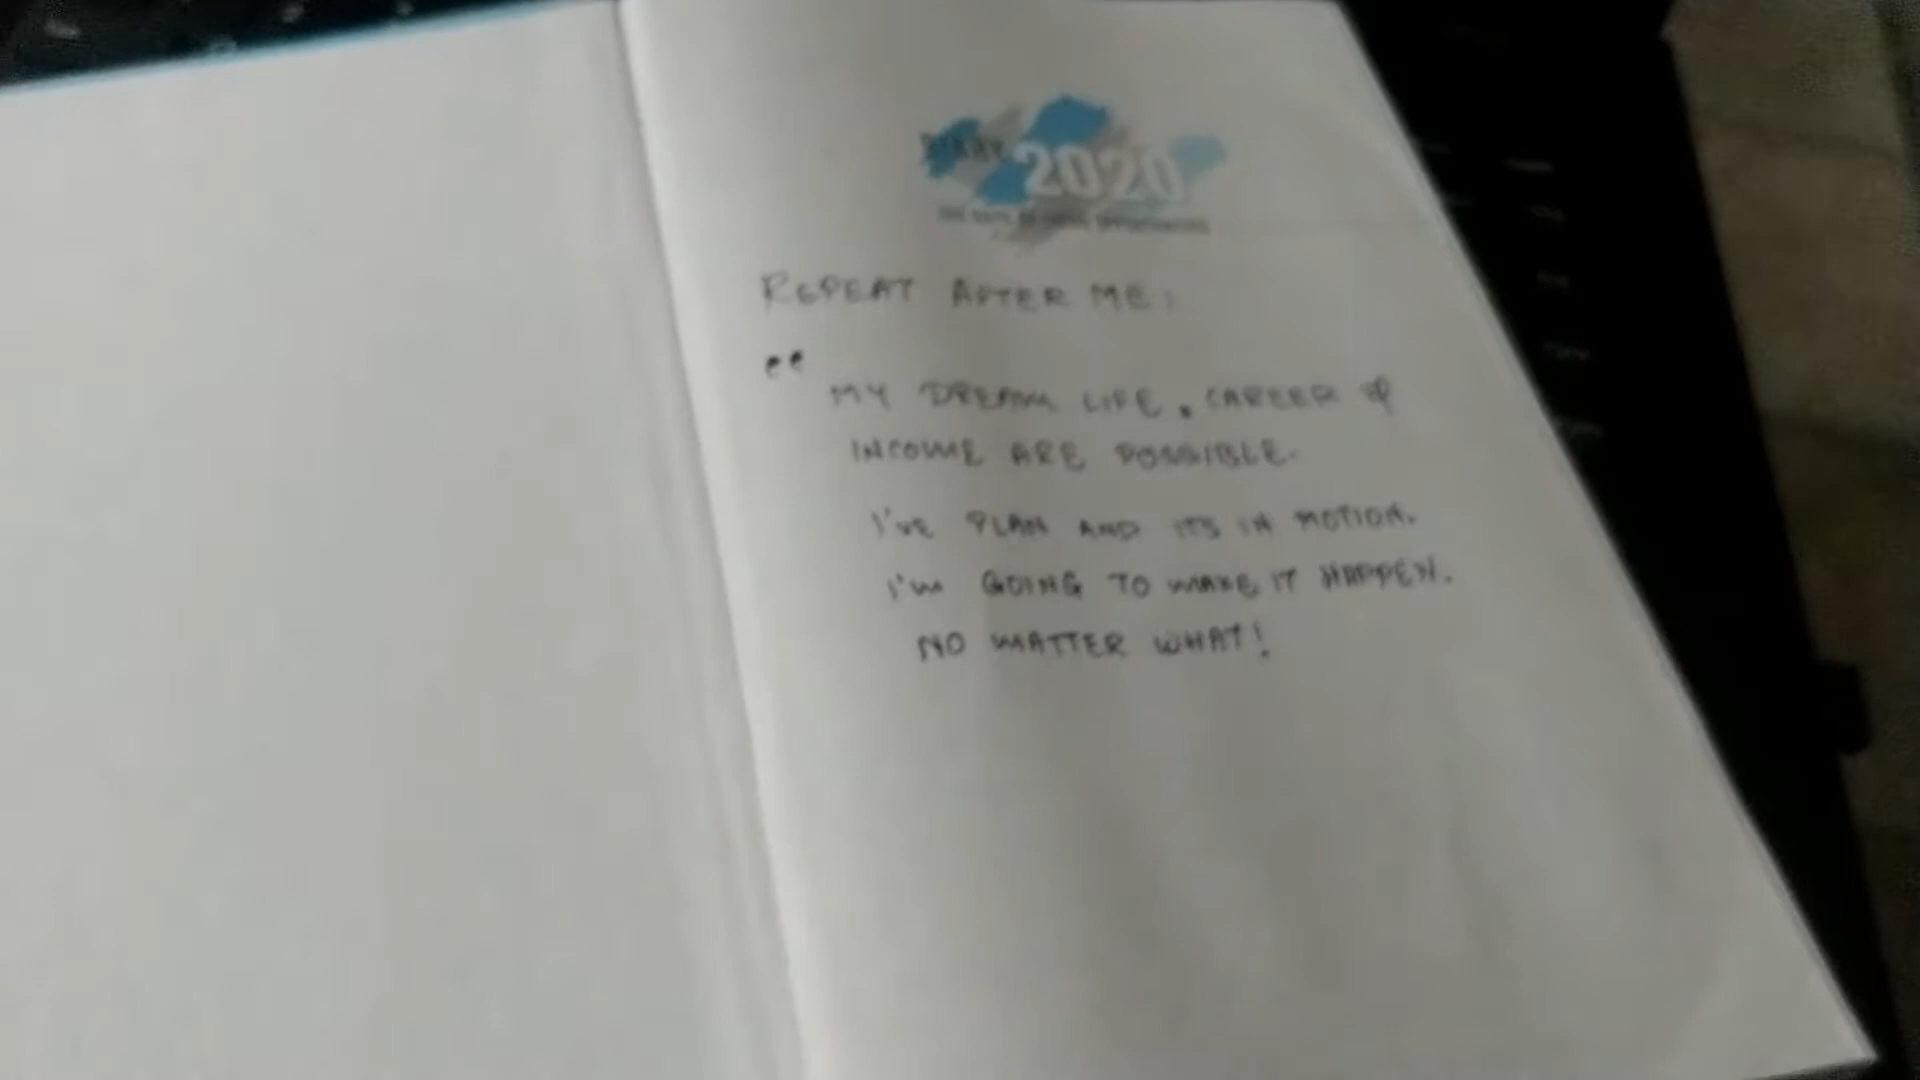 DIARY 2020
REPEAT AFTER ME:
"
MY DREAM LIFE, CAREER &
INCOME ARE POSSIBLE.
I'VE PLAN AND ITS IN MOTION.
I'M GOING TO MAKE IT HAPPEN.
NO MATTER WHAT!